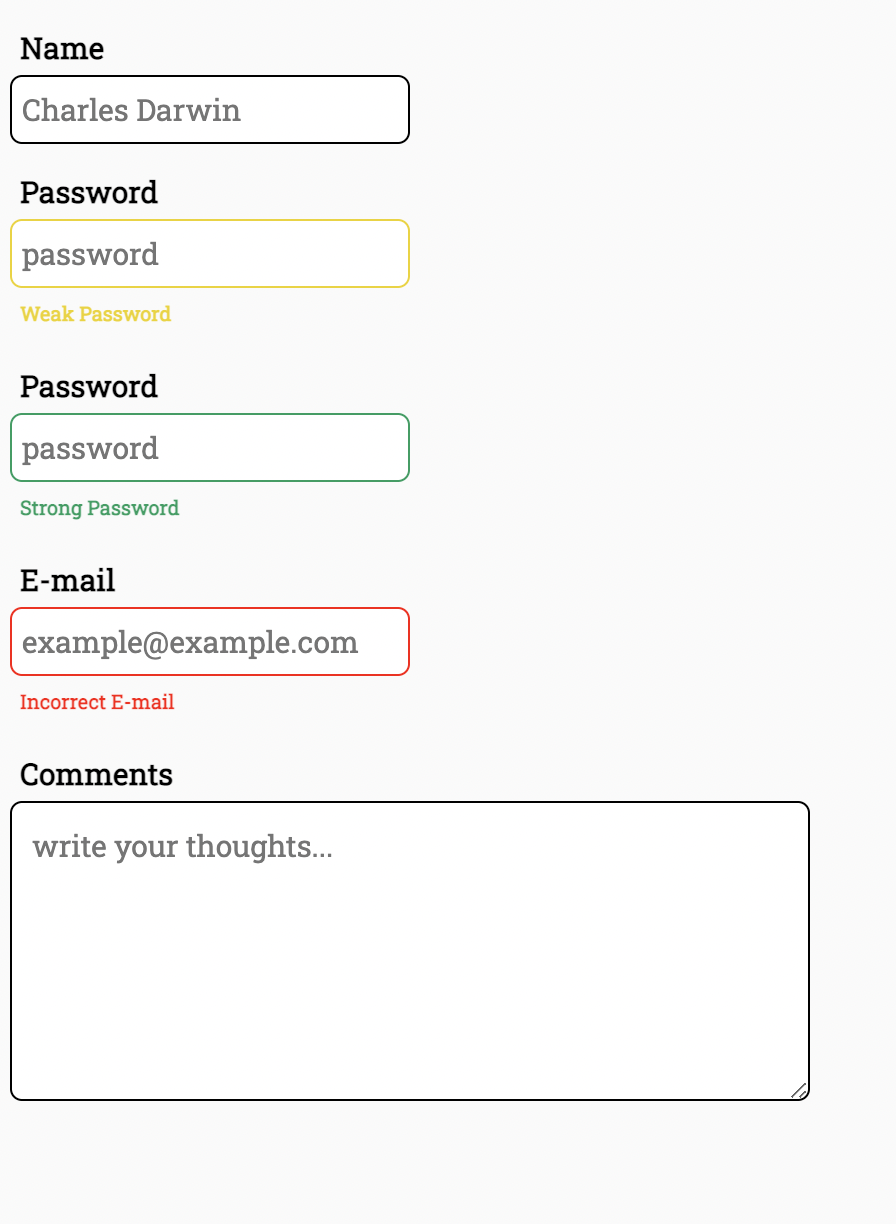 Name
Charles Darwin
Password
password
Weak Password
Password
password
Strong Password
E-mail
example@example.com
Incorrect E-mail
Comments
write your thoughts...